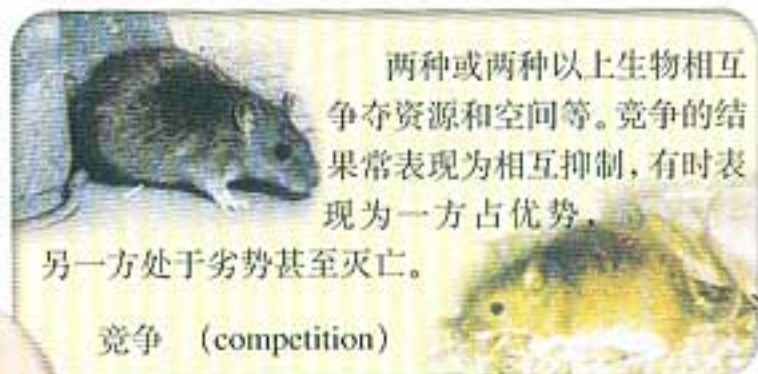 两种或两种以上生物相互
争夺资源和空间等。竞争的结
果常表现为相互抑制，有时表
现为一方占优势，
另一方处于劣势甚至灭亡。
竞争 (competition)